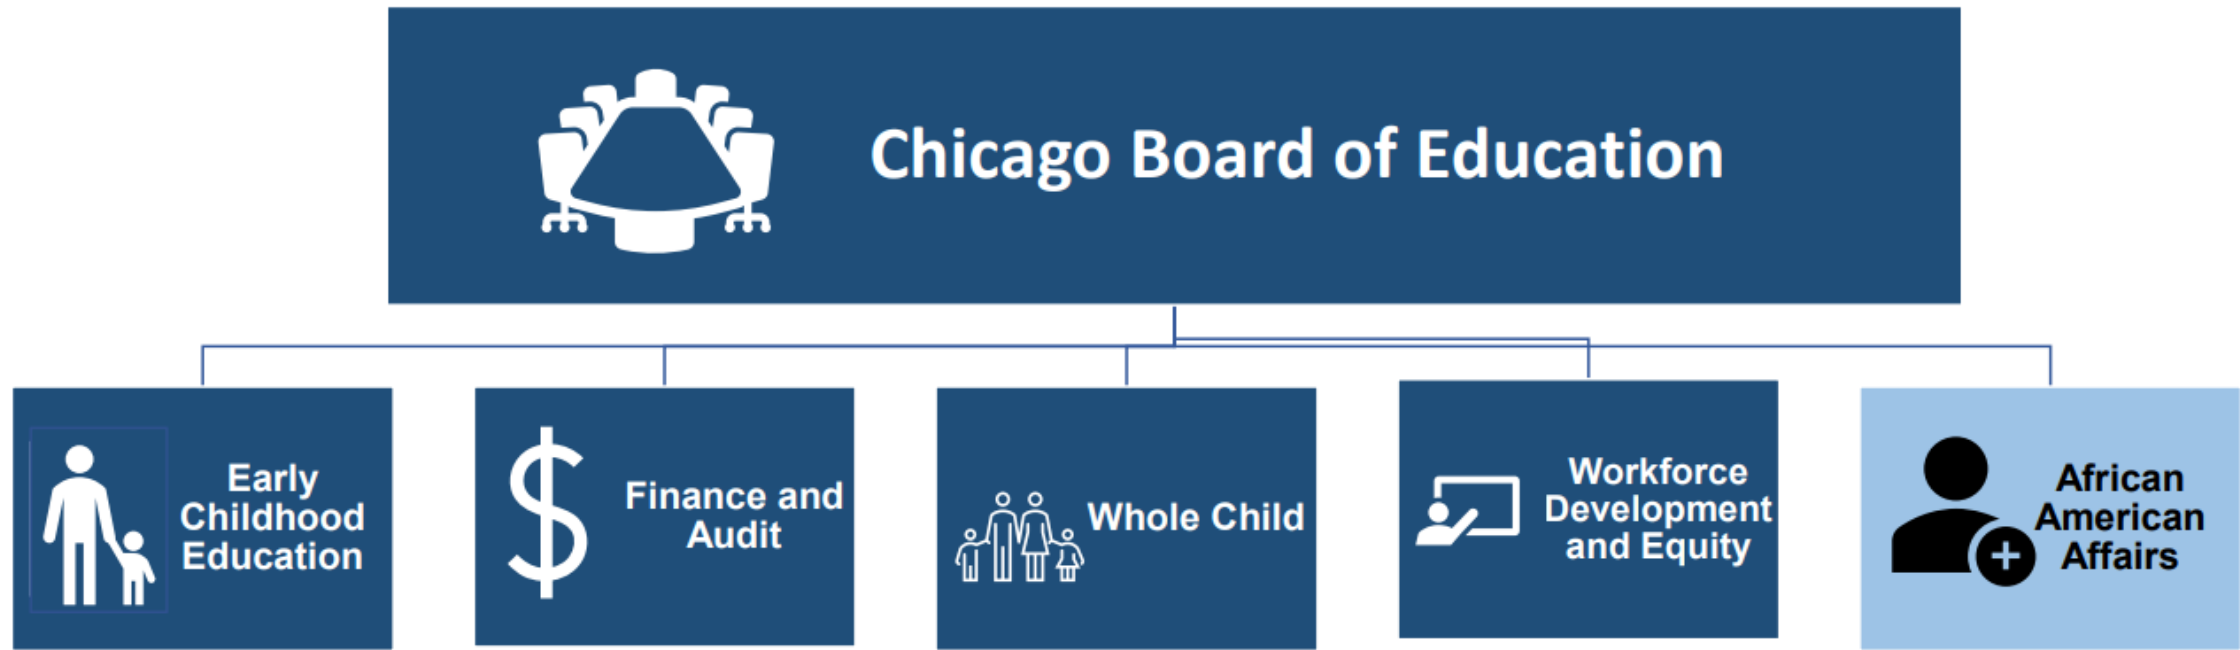 Chicago Board of Education
Early
Childhood
Education
$
Finance and
Audit
Whole Child
Workforce
Development
and Equity
African
American
Affairs